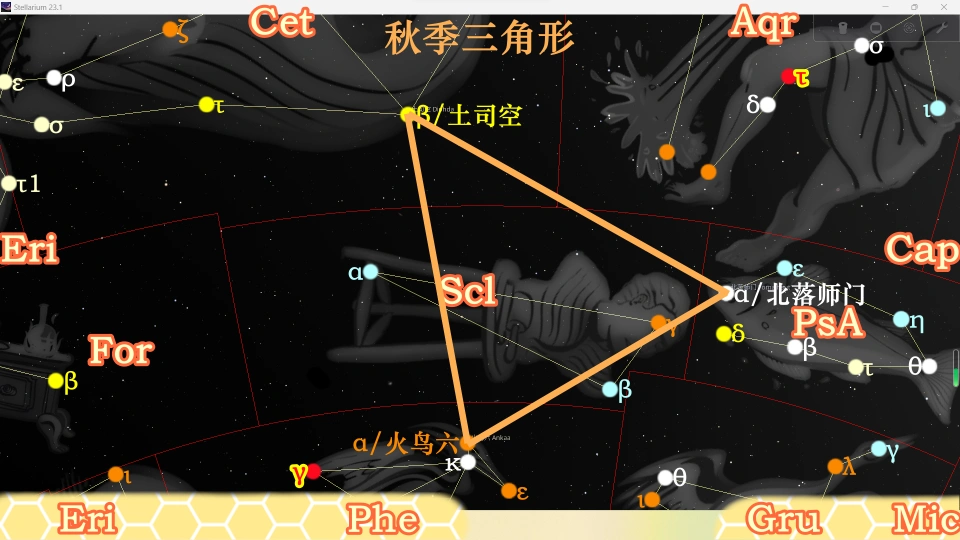 Stellarium 23.1
Cet
秋季三角形
Aqr
ζ
σ
ε
ρ
τ
τ
δ
ι
σ
β/土司空
τ1
Eri
Cap
α
Scl
ε
α/北落师门
PsA
γ
η
δ
β
For
τ
θ
β
β
α/火鸟六
Ankaa
κ
γ
λ
γ
ι
θ
ε
ι
Eri
Phe
Gru
Mic